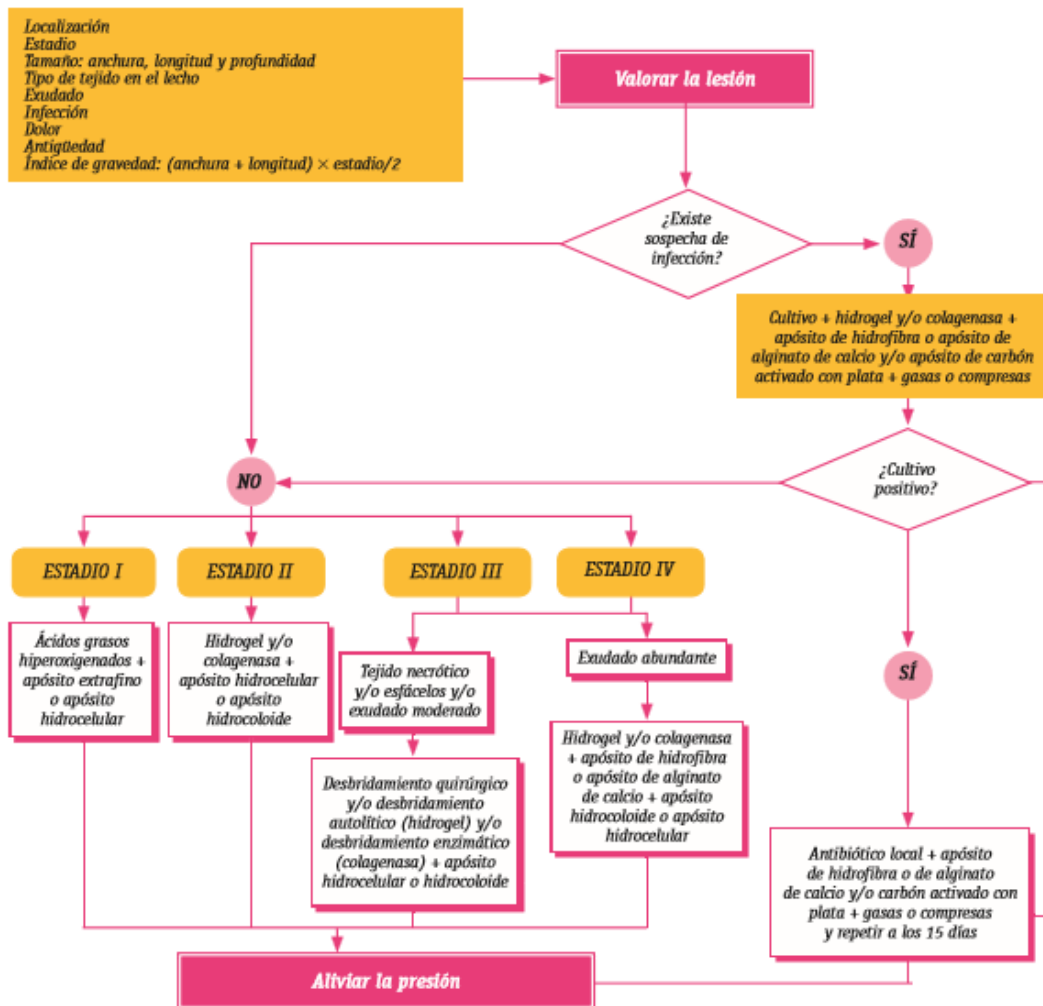 Localización
Estadio
Tamaño: anchura, longitud y profundidad
Tipo de tejido en el lecho
Exudado
Infección
Dolor
Antigüedad
Índice de gravedad: (anchura + longitud) × estadio/2
Valorar la lesión
¿Existe
sospecha de
infección?
SÍ
Cultivo + hidrogel y/o colagenasa +
apósito de hidrofibra o apósito de
alginato de calcio y/o apósito de carbón
activado con plata + gasas o compresas
¿Cultivo
positivo?
NO
ESTADIO I
ESTADIO II
ESTADIO III
ESTADIO IV
Ácidos grasos
hiperoxigenados +
apósito extrafino
o apósito
hidrocelular
Hidrogel y/o
colagenasa +
apósito hidrocelular
o apósito
hidrocoloide
Tejido necrótico
y/o esfácelos y/o
exudado moderado
Exudado abundante
SÍ
Desbridamiento quirúrgico
y/o desbridamiento
autolítico (hidrogel) y/o
desbridamiento enzimático
(colagenasa) + apósito
hidrocelular o hidrocoloide
Hidrogel y/o colagenasa
+ apósito de hidrofibra
o apósito de alginato
de calcio + apósito
hidrocoloide o apósito
hidrocelular
Antibiótico local + apósito
de hidrofibra o de alginato
de calcio y/o carbón activado con
plata + gasas o compresas
y repetir a los 15 días
Aliviar la presión